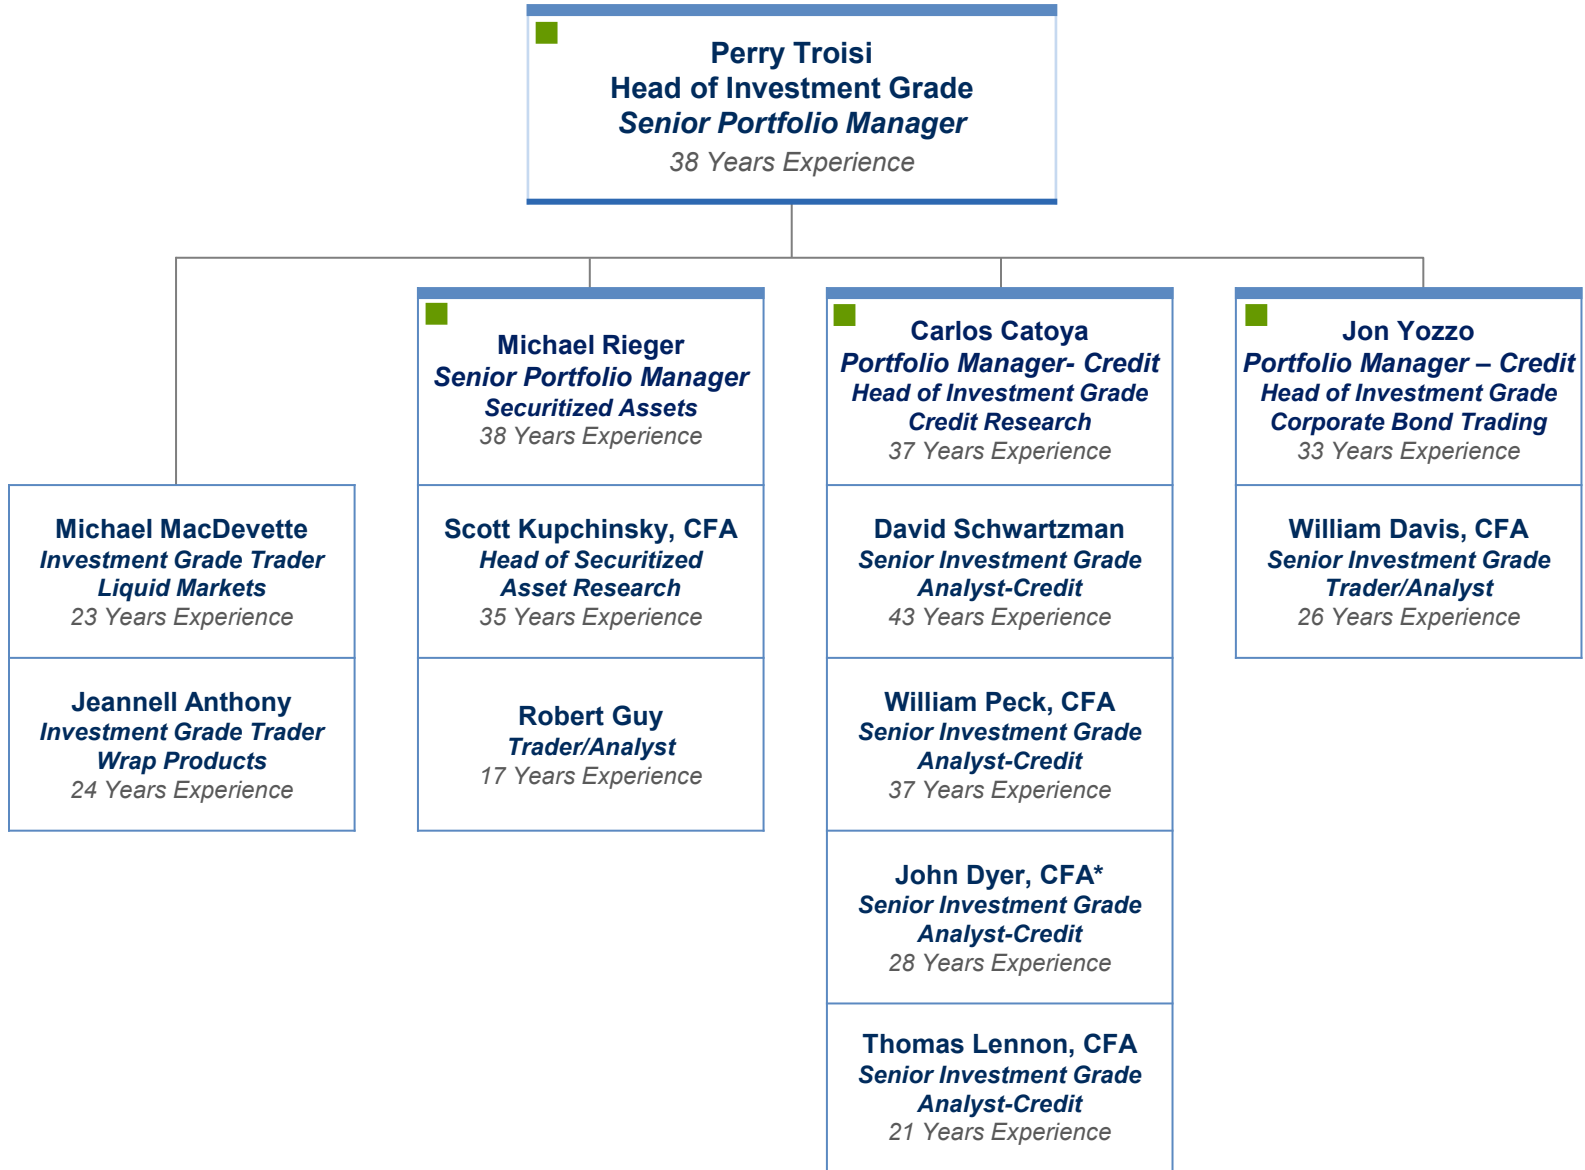 Perry Troisi
Head of Investment Grade
Senior Portfolio Manager
38 Years Experience
Michael MacDevette
Investment Grade Trader
Liquid Markets
23 Years Experience
Jeannell Anthony
Investment Grade Trader
Wrap Products
24 Years Experience
Michael Rieger
Senior Portfolio Manager
Securitized Assets
38 Years Experience
Scott Kupchinsky, CFA
Head of Securitized
Asset Research
35 Years Experience
Robert Guy
Trader/Analyst
17 Years Experience
Carlos Catoya
Portfolio Manager- Credit
Head of Investment Grade
Credit Research
37 Years Experience
David Schwartzman
Senior Investment Grade
Analyst-Credit
43 Years Experience
William Peck, CFA
Senior Investment Grade
Analyst-Credit
37 Years Experience
John Dyer, CFA*
Senior Investment Grade
Analyst-Credit
28 Years Experience
Thomas Lennon, CFA
Senior Investment Grade
Analyst-Credit
21 Years Experience
Jon Yozzo
Portfolio Manager – Credit
Head of Investment Grade
Corporate Bond Trading
33 Years Experience
William Davis, CFA
Senior Investment Grade
Trader/Analyst
26 Years Experience